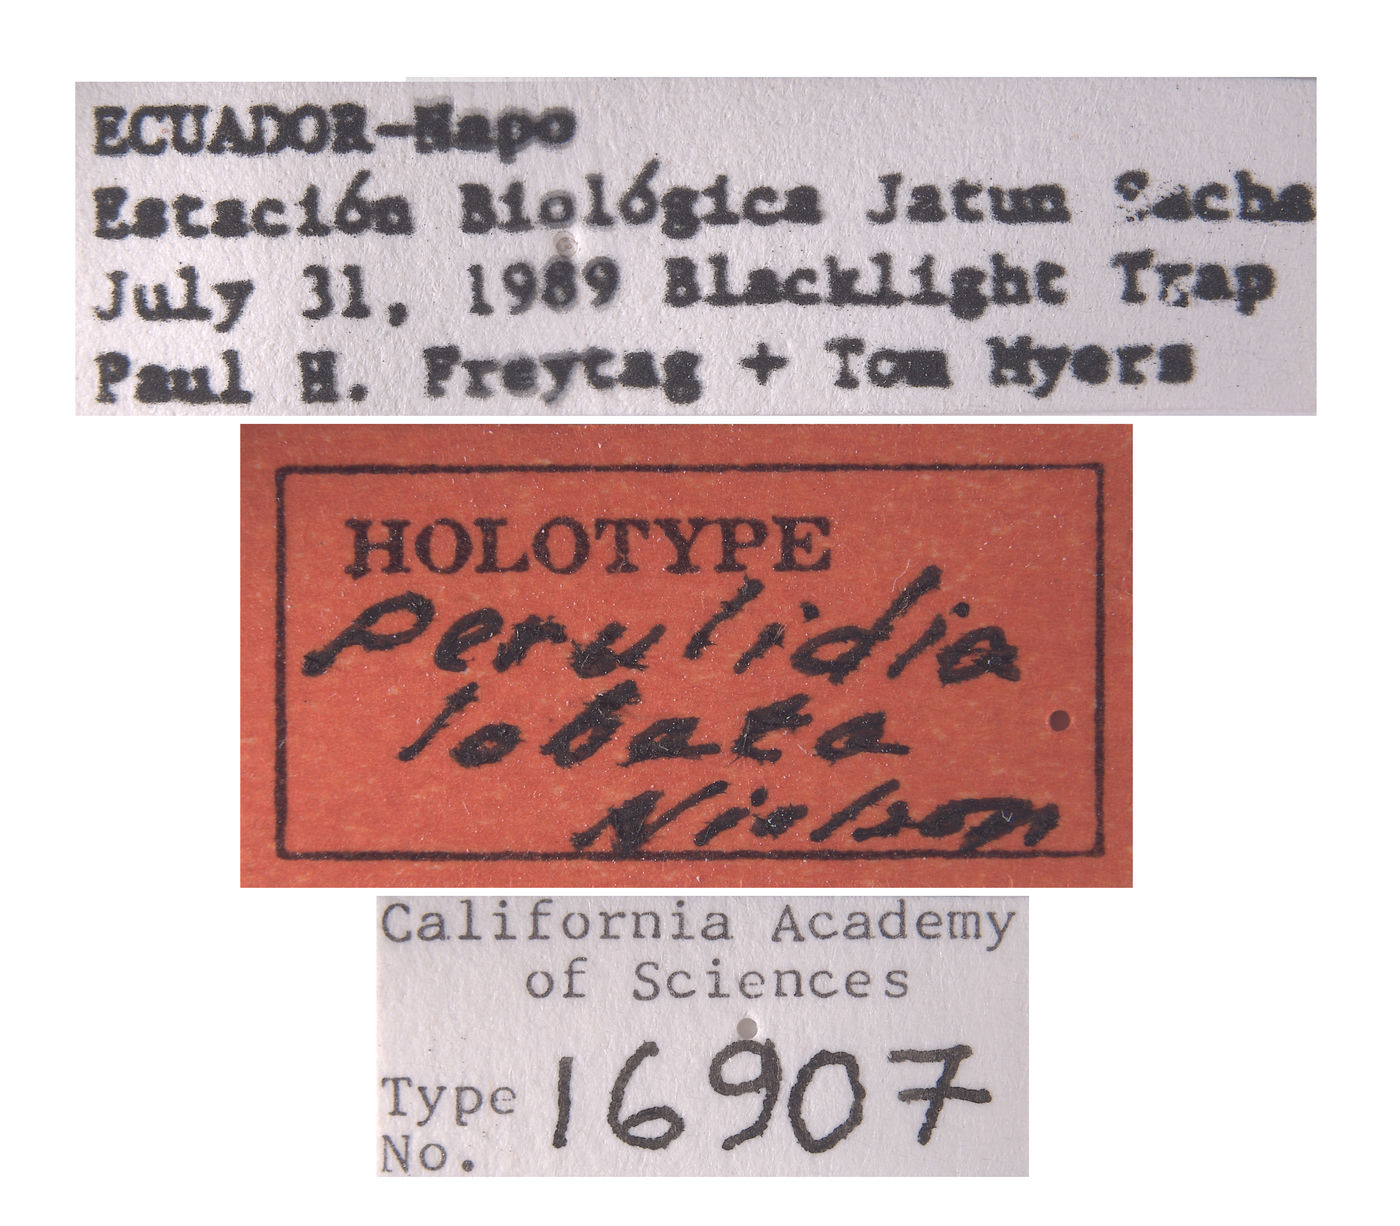 ECUADOR-Napo
Estación Biológica Jatun Sacha
July 31, 1989 Blacklight Trap
Paul H. Freytag + Tom Myers
HOLOTYPE
Perulidia
lobata
Nielson
California Academy
of Sciences
Type
No. 16907